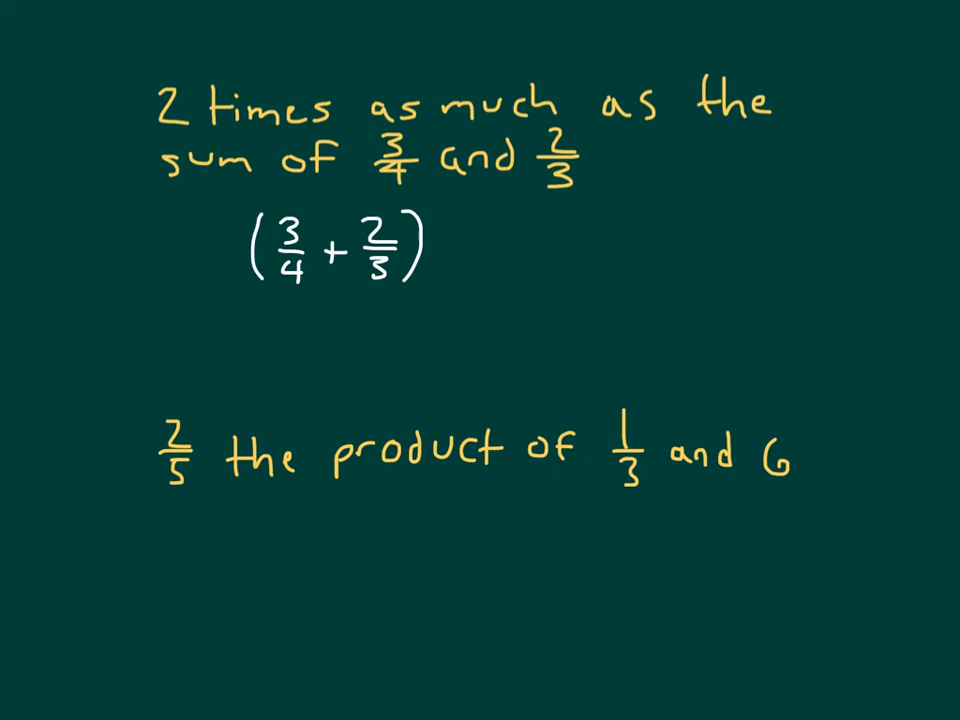 2 times as much as the
sum of 3/4 and 2/3
(3/4 + 2/3)
2/5 the product of 1/3 and 6